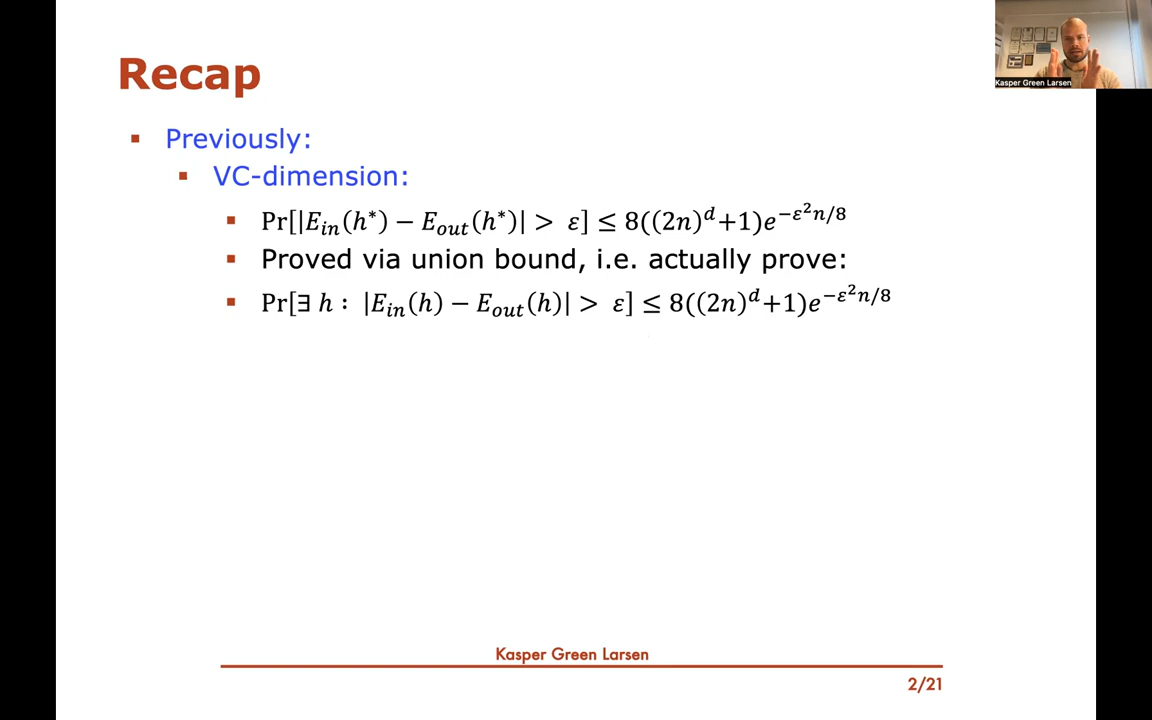 Recap
▪ Previously:
▪ VC-dimension:
▪ Pr[|E_in(h*) − E_out(h*)| > ε] ≤ 8((2n)^d+1)e^{−ε²n/8}
▪ Proved via union bound, i.e. actually prove:
▪ Pr[∃ h : |E_in(h) − E_out(h)| > ε] ≤ 8((2n)^d+1)e^{−ε²n/8}
Kasper Green Larsen
2/21
Kasper Green Larsen